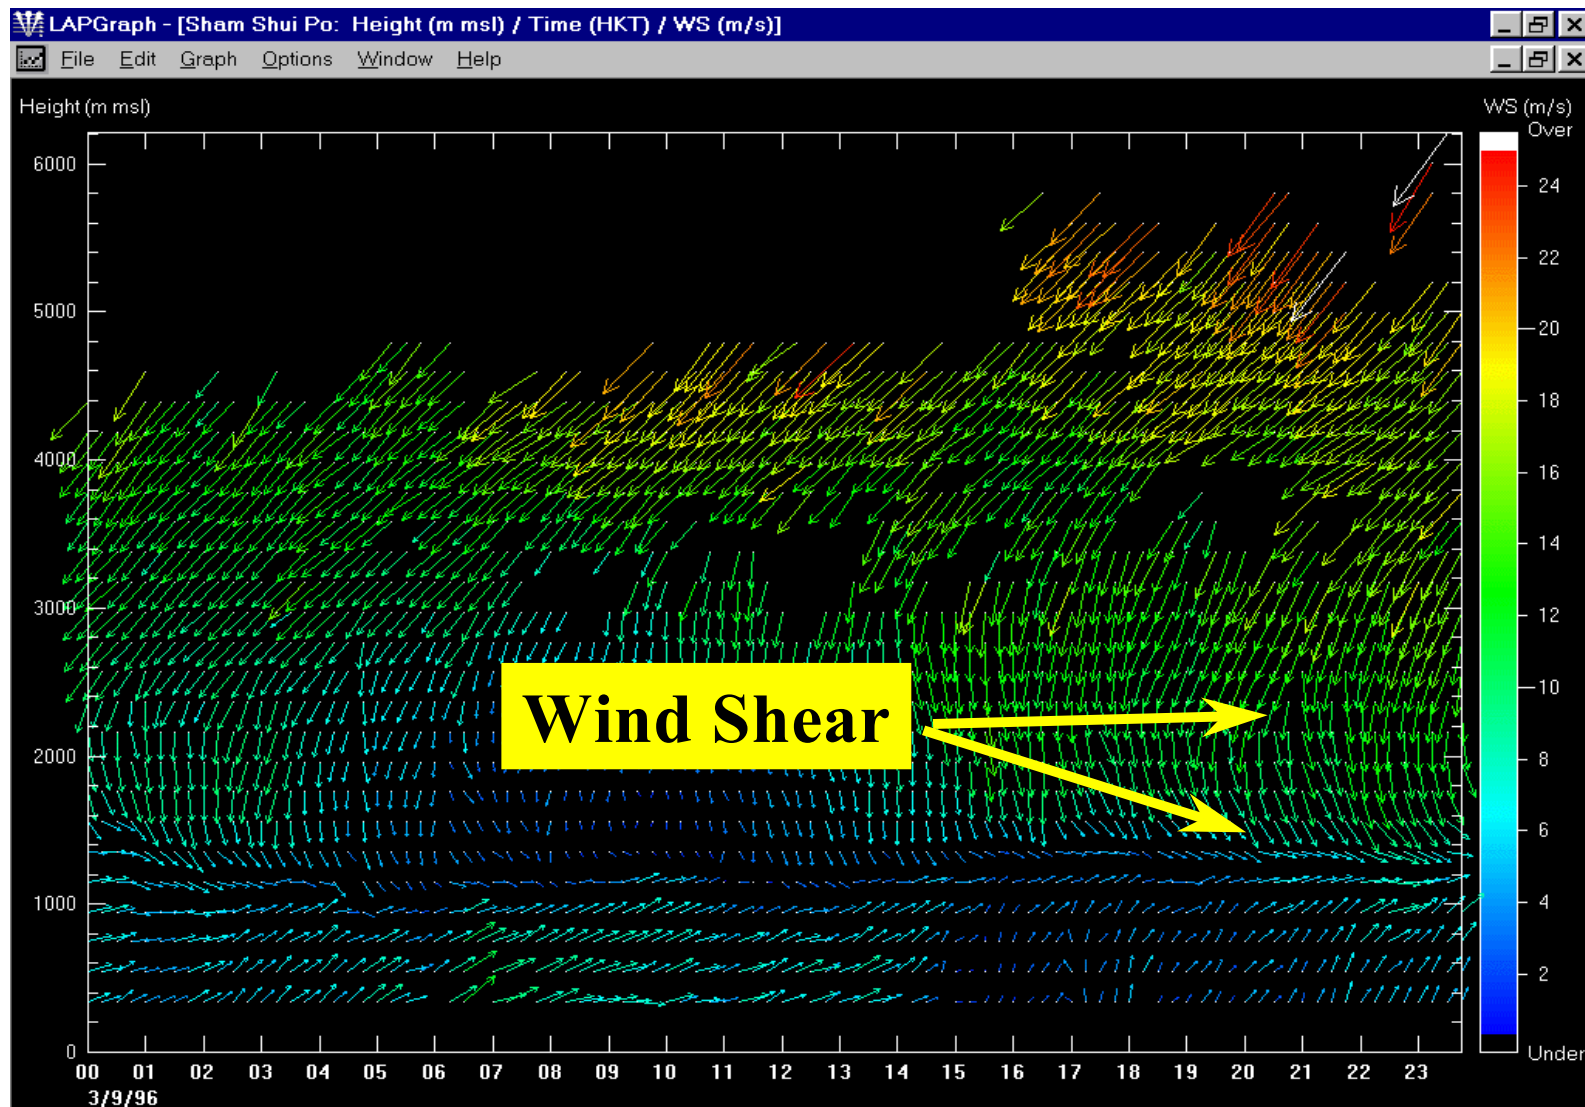 LAPGraph - [Sham Shui Po: Height (m msl) / Time (HKT) / WS (m/s)]
File Edit Graph Options Window Help
Height (m msl)
WS (m/s)
Over
6000
5000
4000
3000
2000
1000
0
24
22
20
18
16
14
12
10
8
6
4
2
Under
Wind Shear
00 01 02 03 04 05 06 07 08 09 10 11 12 13 14 15 16 17 18 19 20 21 22 23
3/9/96